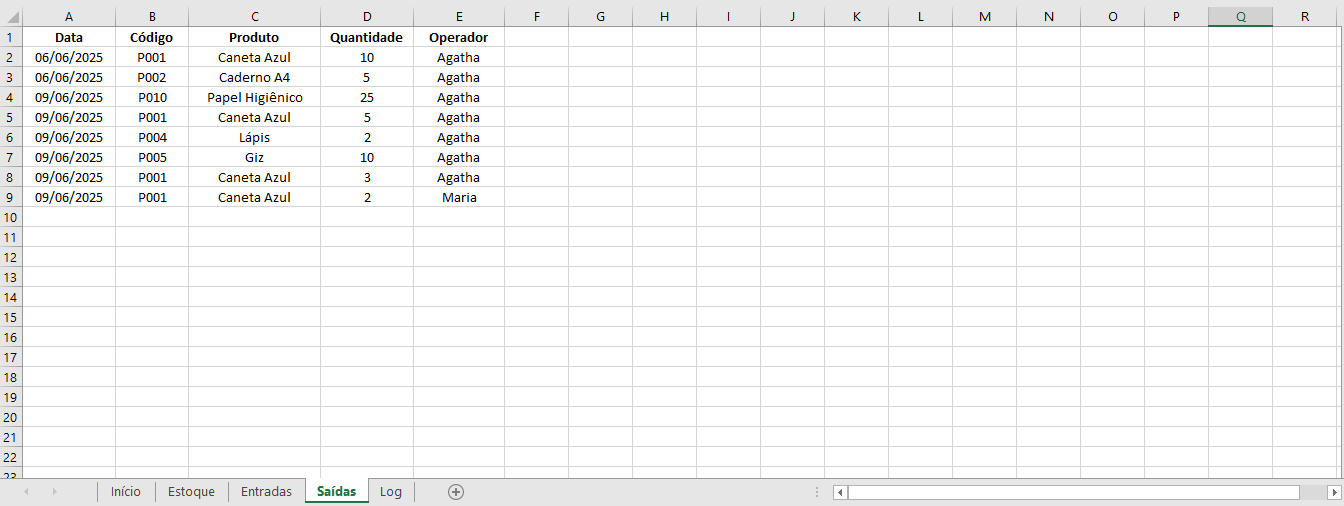 A B C D E F G H I J K L M N O P Q R
1 Data Código Produto Quantidade Operador
2 06/06/2025 P001 Caneta Azul 10 Agatha
3 06/06/2025 P002 Caderno A4 5 Agatha
4 09/06/2025 P010 Papel Higiênico 25 Agatha
5 09/06/2025 P001 Caneta Azul 5 Agatha
6 09/06/2025 P004 Lápis 2 Agatha
7 09/06/2025 P005 Giz 10 Agatha
8 09/06/2025 P001 Caneta Azul 3 Agatha
9 09/06/2025 P001 Caneta Azul 2 Maria
10
11
12
13
14
15
16
17
18
19
20
21
22
23
Início Estoque Entradas Saídas Log